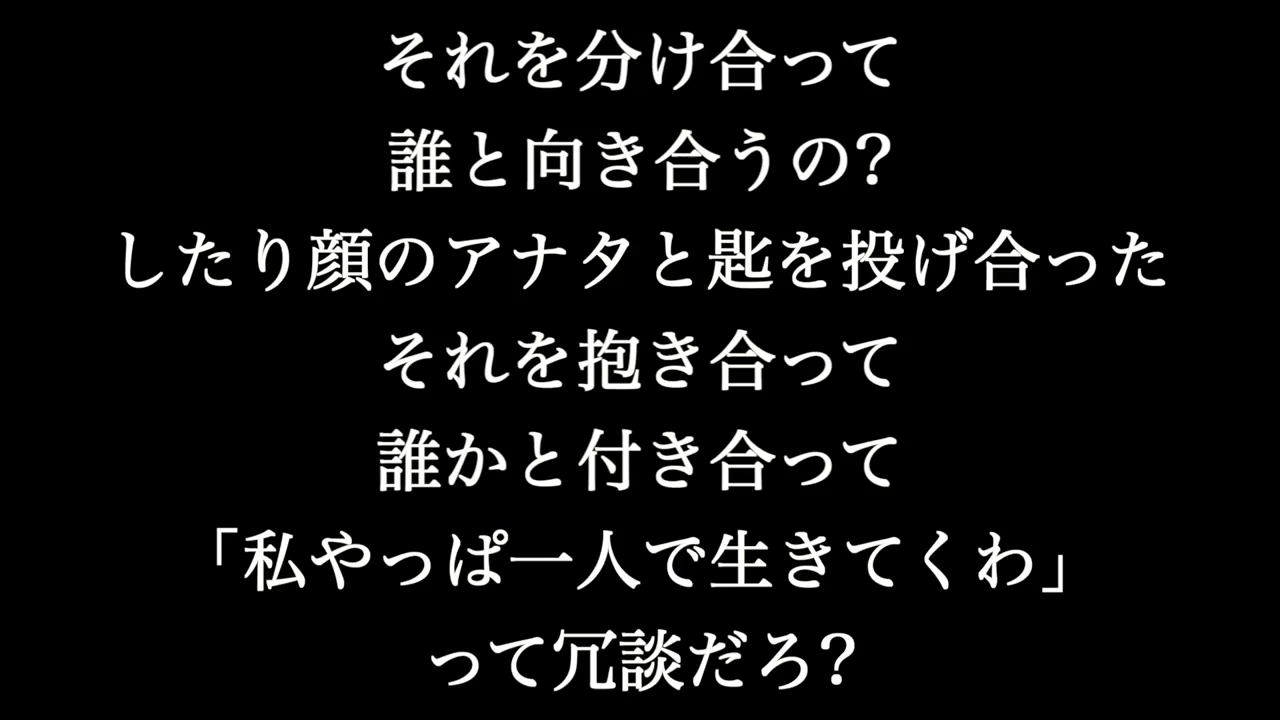 それを分け合って
誰と向き合うの?
したり顔のアナタと匙を投げ合った
それを抱き合って
誰かと付き合って
「私やっぱ一人で生きてくわ」
って冗談だろ?